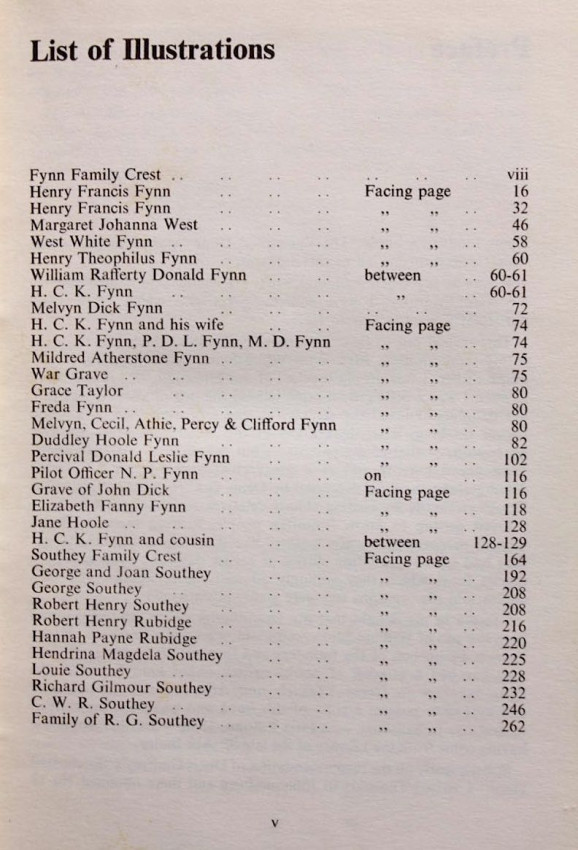 List of Illustrations
Fynn Family Crest .. .. .. .. .. .. .. viii
Henry Francis Fynn .. .. .. Facing page 16
Henry Francis Fynn .. .. .. ,, ,, .. 32
Margaret Johanna West .. .. .. ,, ,, .. 46
West White Fynn .. .. .. .. ,, ,, .. 58
Henry Theophilus Fynn .. .. .. ,, ,, .. 60
William Rafferty Donald Fynn .. .. between .. 60-61
H. C. K. Fynn .. .. .. .. ,, .. 60-61
Melvyn Dick Fynn .. .. .. .. .. .. 72
H. C. K. Fynn and his wife .. .. Facing page .. 74
H. C. K. Fynn, P. D. L. Fynn, M. D. Fynn ,, ,, .. 74
Mildred Atherstone Fynn .. .. .. ,, ,, .. 75
War Grave .. .. .. .. .. ,, ,, .. 75
Grace Taylor .. .. .. .. ,, ,, .. 80
Freda Fynn .. .. .. .. .. ,, ,, .. 80
Melvyn, Cecil, Athie, Percy & Clifford Fynn ,, ,, .. 80
Duddley Hoole Fynn .. .. .. ,, ,, .. 82
Percival Donald Leslie Fynn .. .. ,, ,, .. 102
Pilot Officer N. P. Fynn .. .. .. on .. 116
Grave of John Dick .. .. .. Facing page .. 116
Elizabeth Fanny Fynn .. .. .. ,, ,, .. 118
Jane Hoole .. .. .. .. .. ,, ,, .. 128
H. C. K. Fynn and cousin .. .. between 128-129
Southey Family Crest .. .. .. Facing page .. 164
George and Joan Southey .. .. ,, ,, .. 192
George Southey .. .. .. .. ,, ,, .. 208
Robert Henry Southey .. .. .. ,, ,, .. 208
Robert Henry Rubidge .. .. .. ,, ,, .. 216
Hannah Payne Rubidge .. .. .. ,, ,, .. 220
Hendrina Magdela Southey .. .. ,, ,, .. 225
Louie Southey .. .. .. .. ,, ,, .. 228
Richard Gilmour Southey .. .. ,, ,, .. 232
C. W. R. Southey .. .. .. .. ,, ,, .. 246
Family of R. G. Southey .. .. .. ,, ,, .. 262
v